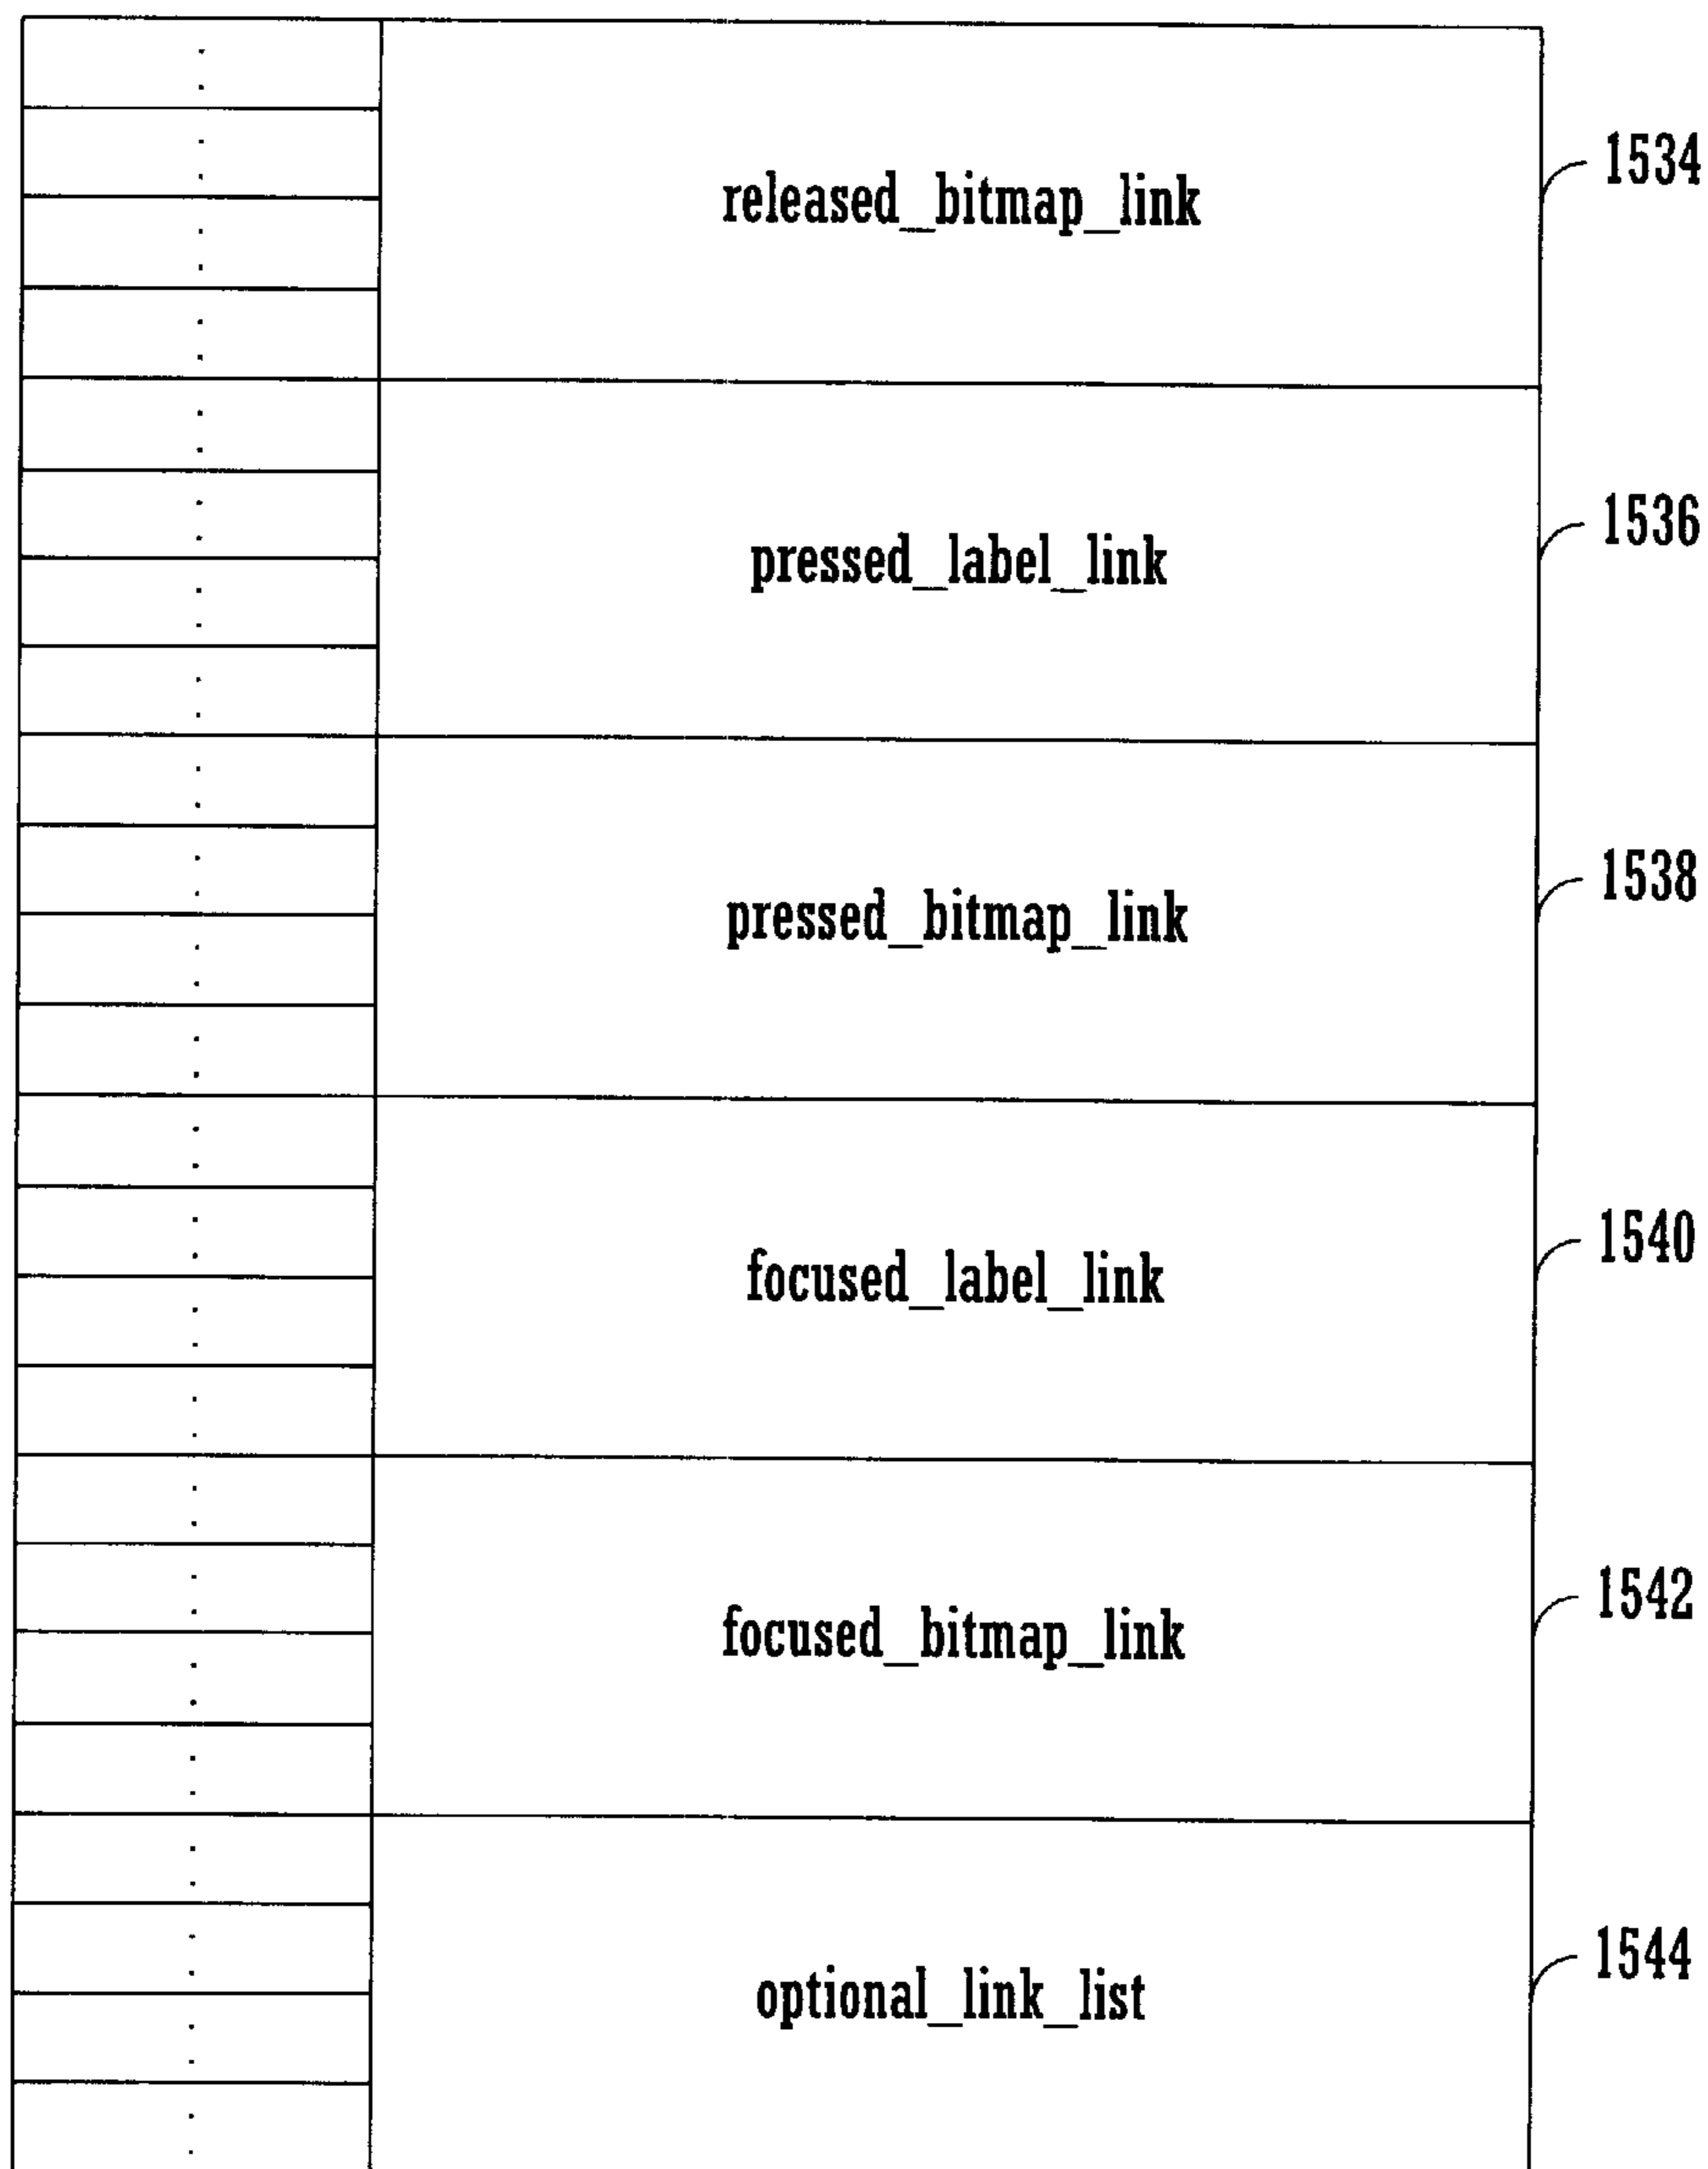 released_bitmap_link
1534
pressed_label_link
1536
pressed_bitmap_link
1538
focused_label_link
1540
focused_bitmap_link
1542
optional_link_list
1544